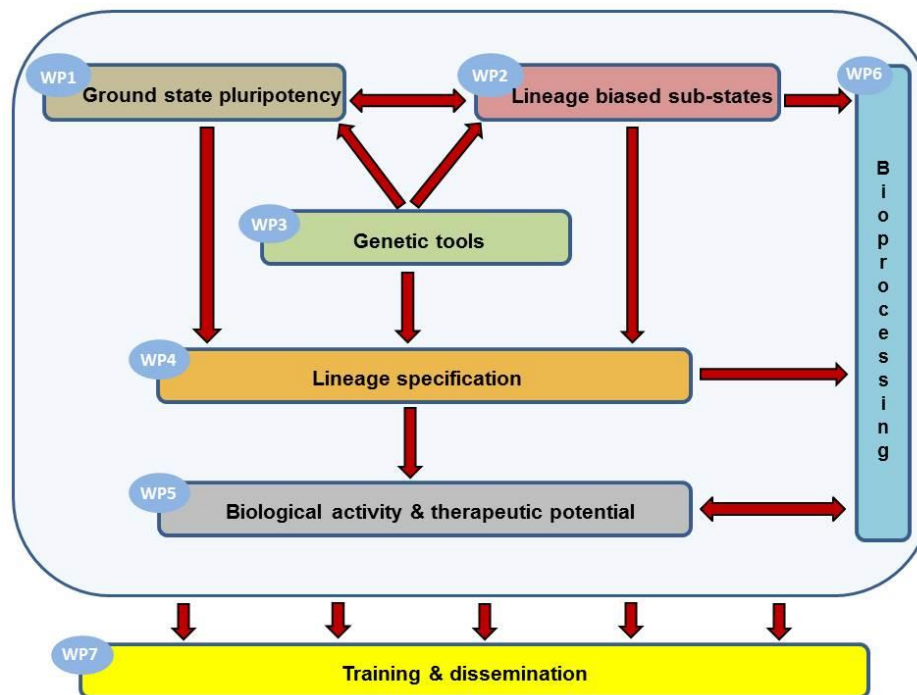 WP1
Ground state pluripotency
WP2
Lineage biased sub-states
WP6
Bioprocessing
WP3
Genetic tools
WP4
Lineage specification
WP5
Biological activity & therapeutic potential
WP7
Training & dissemination